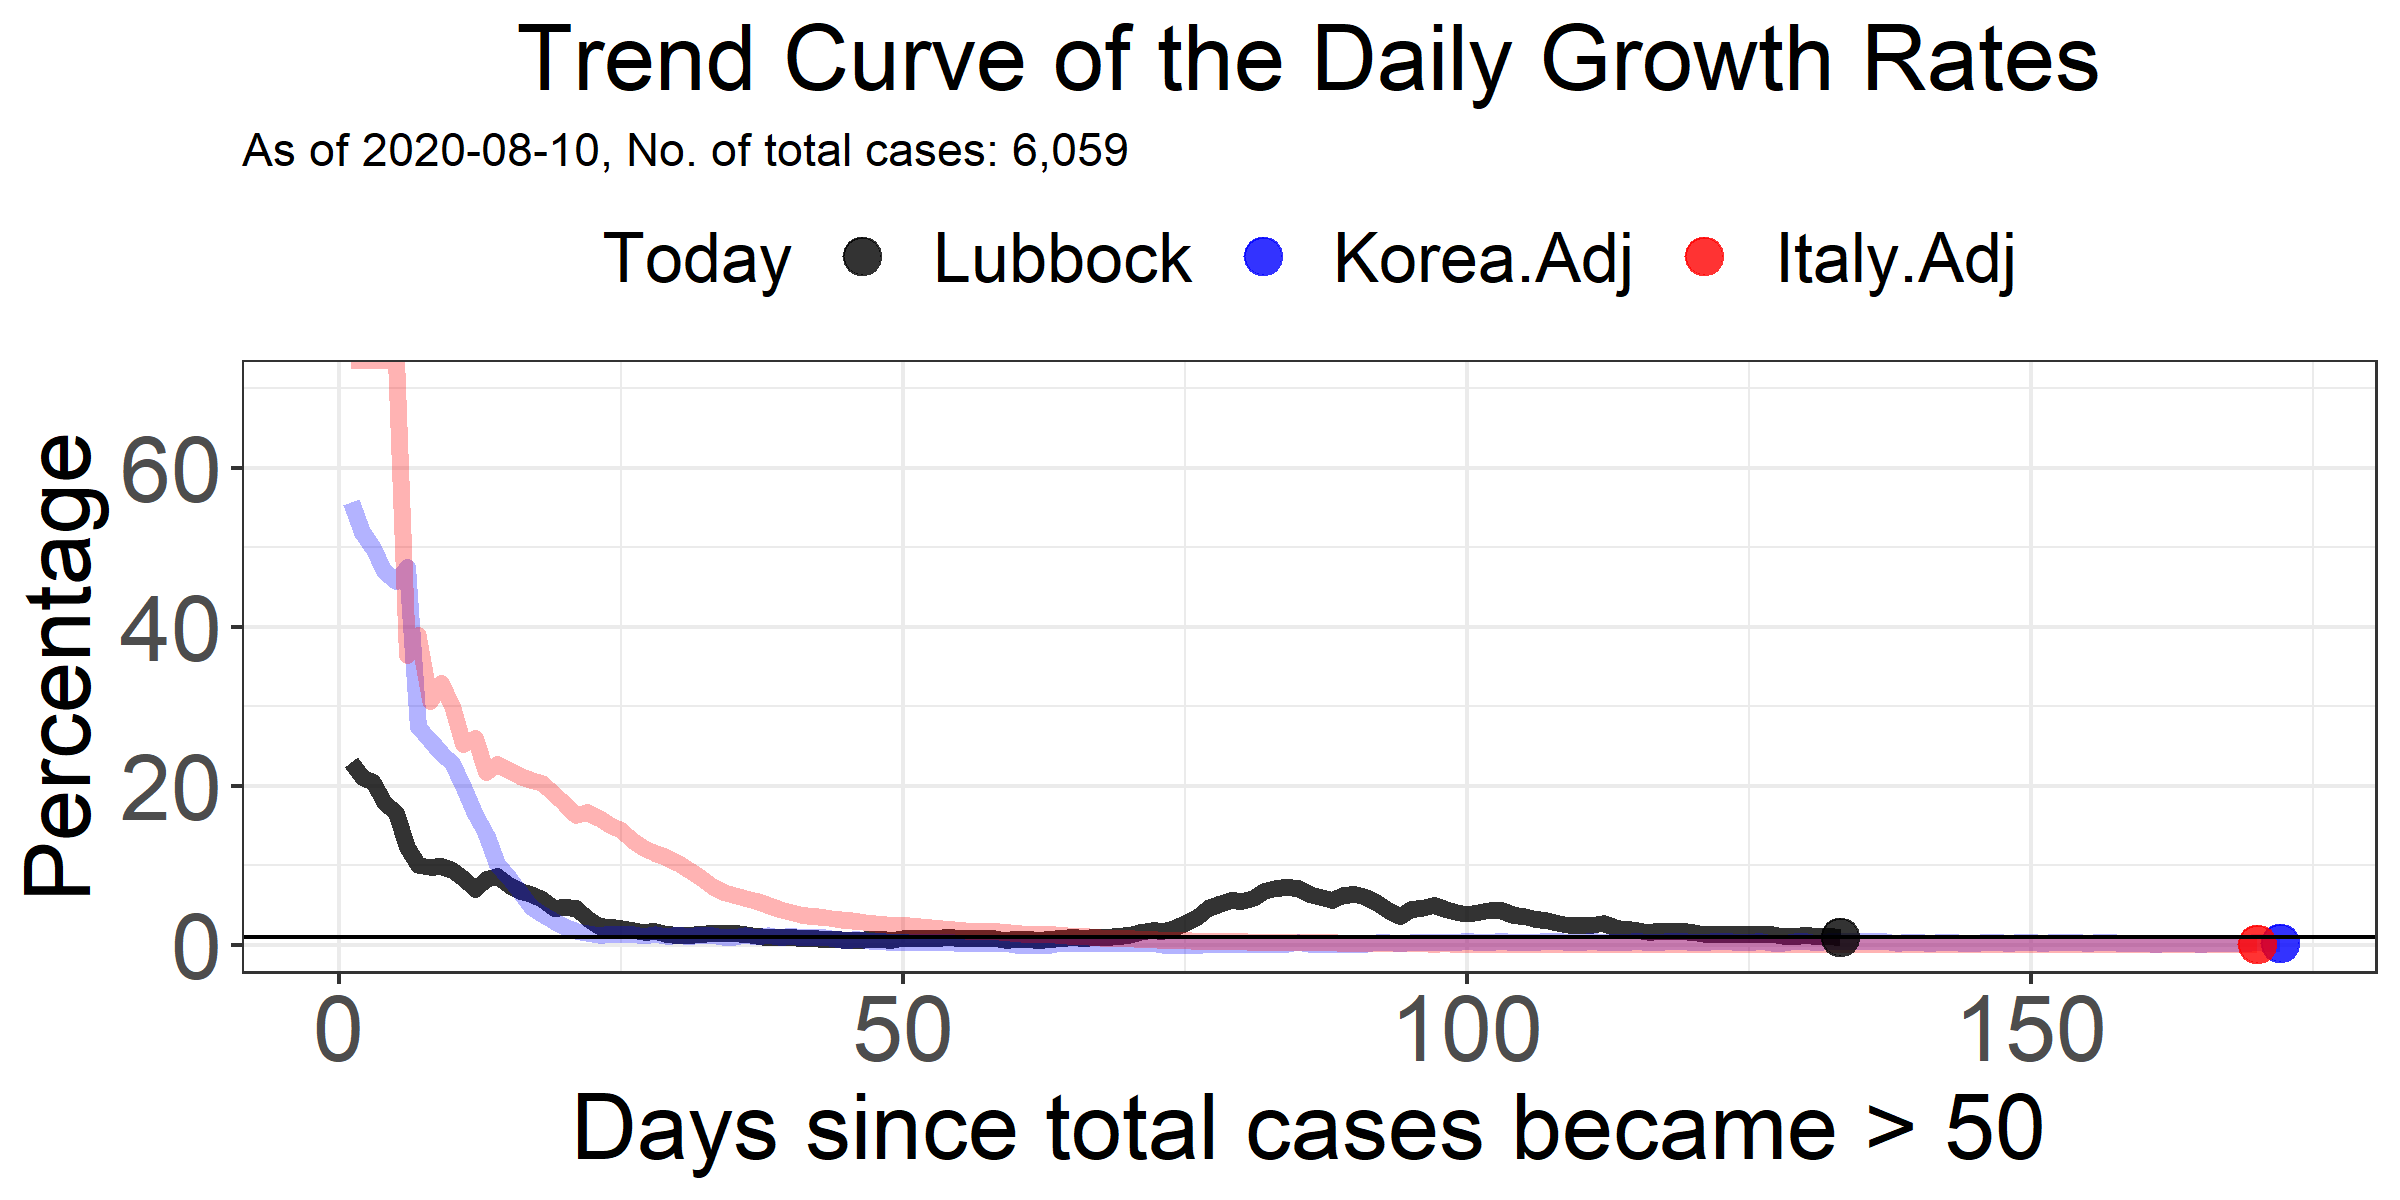 Trend Curve of the Daily Growth Rates
As of 2020-08-10, No. of total cases: 6,059
Today Lubbock Korea.Adj Italy.Adj
Percentage
60
40
20
0
0 50 100 150
Days since total cases became > 50